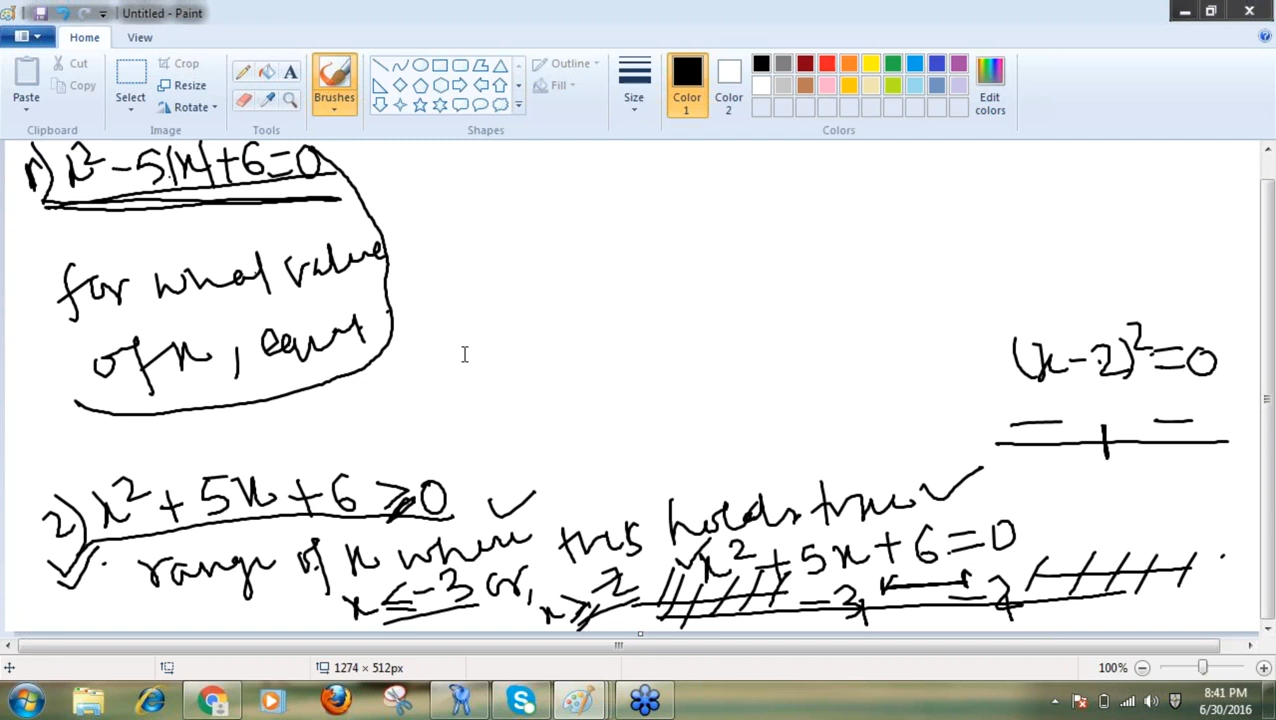 Untitled - Paint
Home View
Paste
Cut
Copy
Clipboard
Select
Crop
Resize
Rotate
Image
A
Tools
Brushes
Outline
Fill
Shapes
Size
Color 1
Color 2
Edit colors
Colors
1) x² - 5|x| + 6 = 0
for what value
of x, equat
(x-2)² = 0
2) x² + 5x + 6 ≥ 0
range of x where this holds true
x² + 5x + 6 = 0
x ≤ -3 or, x ≥ -2
-3 -2
1274 × 512px
100%
8:41 PM
6/30/2016